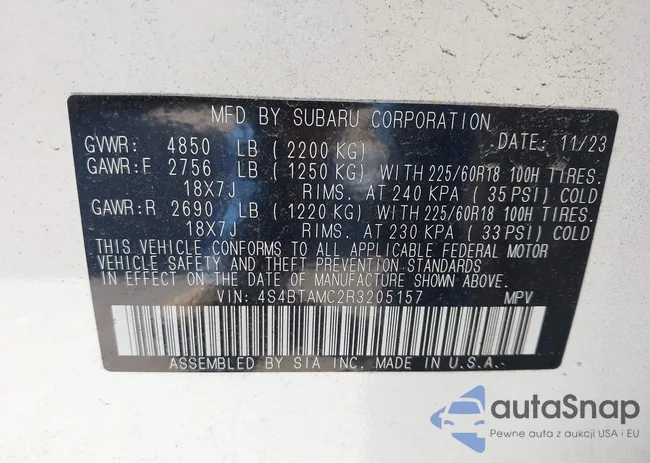 MFD BY SUBARU CORPORATION
GVWR: 4850 LB (2200 KG) DATE: 11/23
GAWR:F 2756 LB (1250 KG) WITH 225/60R18 100H TIRES.
18X7J RIMS. AT 240 KPA (35 PSI) COLD
GAWR:R 2690 LB (1220 KG) WITH 225/60R18 100H TIRES.
18X7J RIMS. AT 230 KPA (33 PSI) COLD
THIS VEHICLE CONFORMS TO ALL APPLICABLE FEDERAL MOTOR
VEHICLE SAFETY AND THEFT PREVENTION STANDARDS
IN EFFECT ON THE DATE OF MANUFACTURE SHOWN ABOVE.
VIN: 4S4BTAMC2R3205157 MPV
ASSEMBLED BY SIA INC. MADE IN U.S.A.
autoSnap
Pewne auta z aukcji USA i EU